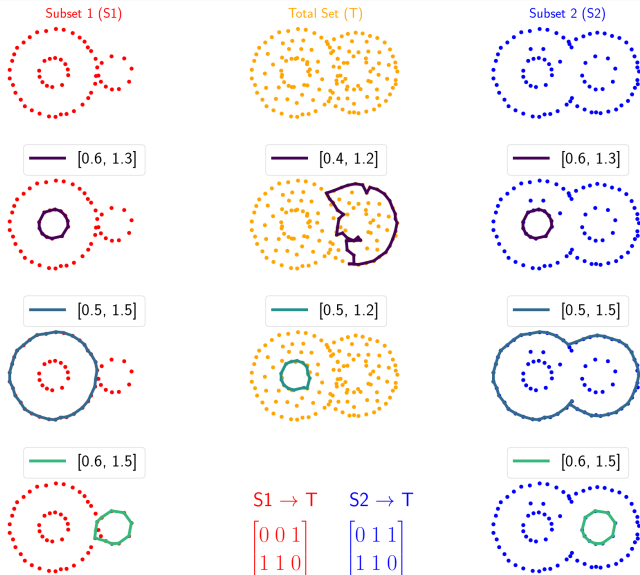 Subset 1 (S1) Total Set (T) Subset 2 (S2)
[0.6, 1.3] [0.4, 1.2] [0.6, 1.3]
[0.5, 1.5] [0.5, 1.2] [0.5, 1.5]
[0.6, 1.5] [0.6, 1.5]
S1 → T S2 → T
[0 0 1] [0 1 1]
[1 1 0] [1 1 0]